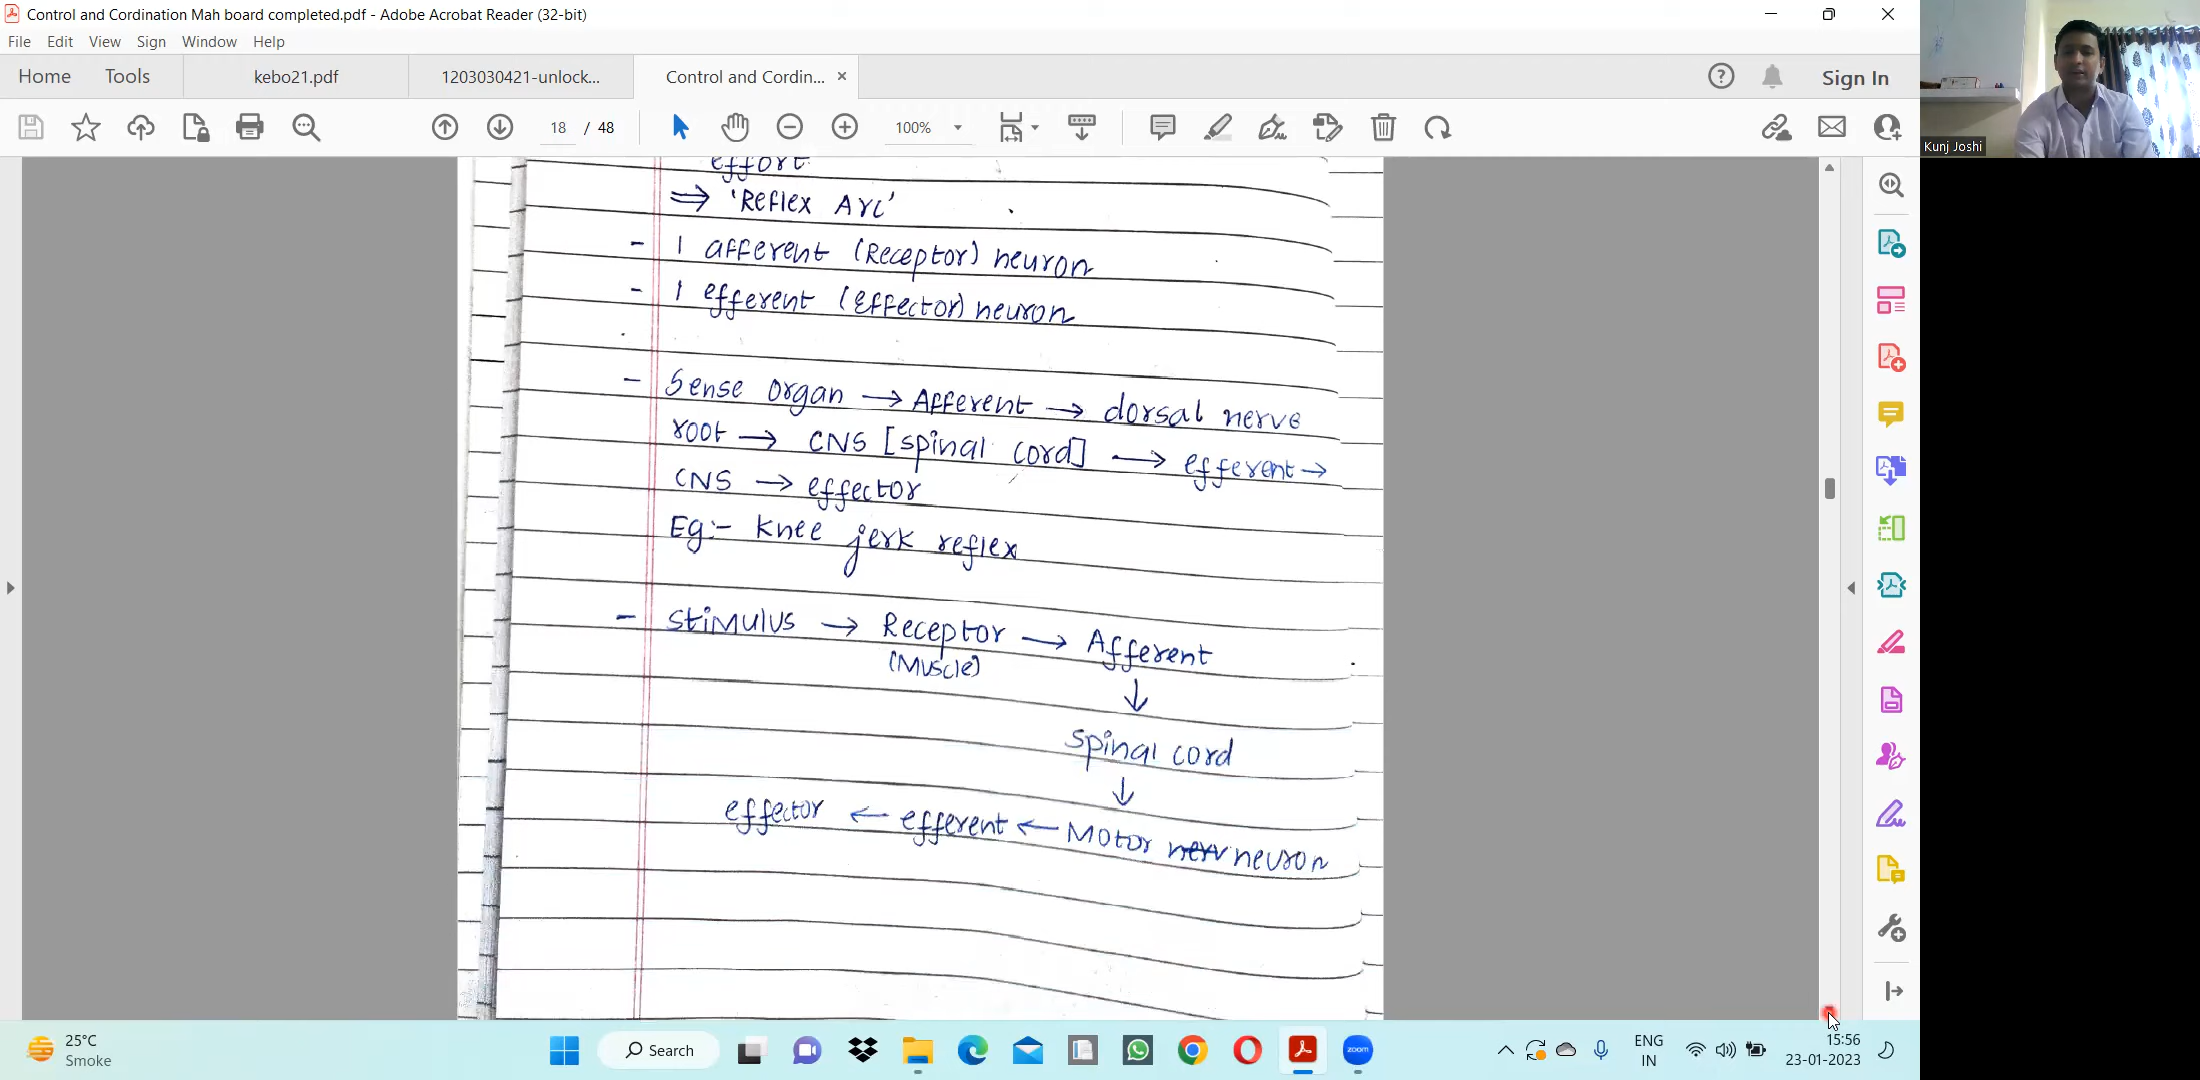 Control and Cordination Mah board completed.pdf - Adobe Acrobat Reader (32-bit)
File Edit View Sign Window Help
Home Tools kebo21.pdf 1203030421-unlock... Control and Cordin... × Sign In
18 / 48 100%
Kunj Joshi
effort.
⇒ 'Reflex Arc'
- 1 afferent (Receptor) neuron
- 1 efferent (Effector) neuron
- Sense organ → Afferent → dorsal nerve
root → CNS [spinal cord] → efferent →
CNS → effector
Eg:- Knee jerk reflex
- Stimulus → Receptor → Afferent
(Muscle)
↓
Spinal cord
↓
effector ← efferent ← Motor nerv neuron
25°C
Smoke
Search
zoom
ENG
IN
15:56
23-01-2023